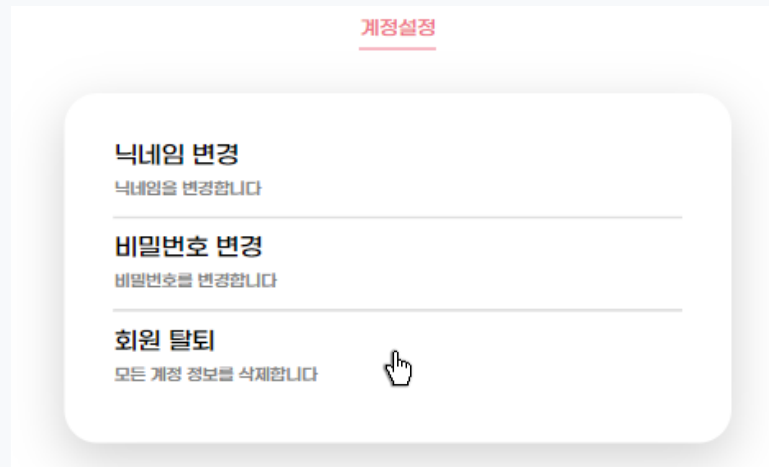 계정설정
닉네임 변경
닉네임을 변경합니다
비밀번호 변경
비밀번호를 변경합니다
회원 탈퇴
모든 계정 정보를 삭제합니다